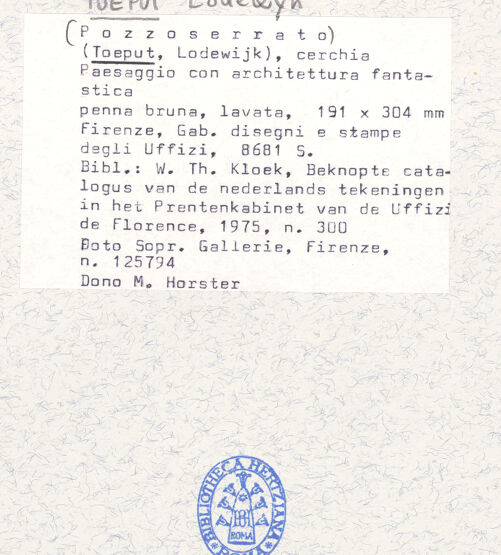 TOEPUT Lodewyk
(P o z z o s e r r a t o)
(Toeput, Lodewijk), cerchia
Paesaggio con architettura fanta-
stica
penna bruna, lavata, 191 x 304 mm
Firenze, Gab. disegni e stampe
degli Uffizi, 8681 S.
Bibl.: W. Th. Kloek, Beknopte cata-
logus van de nederlands tekeningen
in het Prentenkabinet van de Uffizi
de Florence, 1975, n. 300
Foto Sopr. Gallerie, Firenze,
n. 125794
Dono M. Horster
BIBLIOTHECA HERTZIANA
BH
ROMA